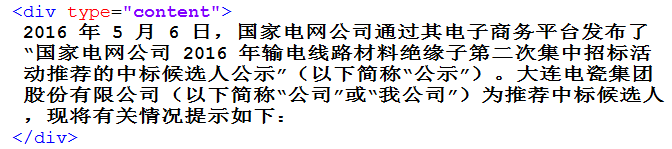 <div type="content">
2016 年 5 月 6 日，国家电网公司通过其电子商务平台发布了
“国家电网公司 2016 年输电线路材料绝缘子第二次集中招标活
动推荐的中标候选人公示”（以下简称“公示”）。大连电瓷集团
股份有限公司（以下简称“公司”或“我公司”）为推荐中标候选人
，现将有关情况提示如下：
</div>